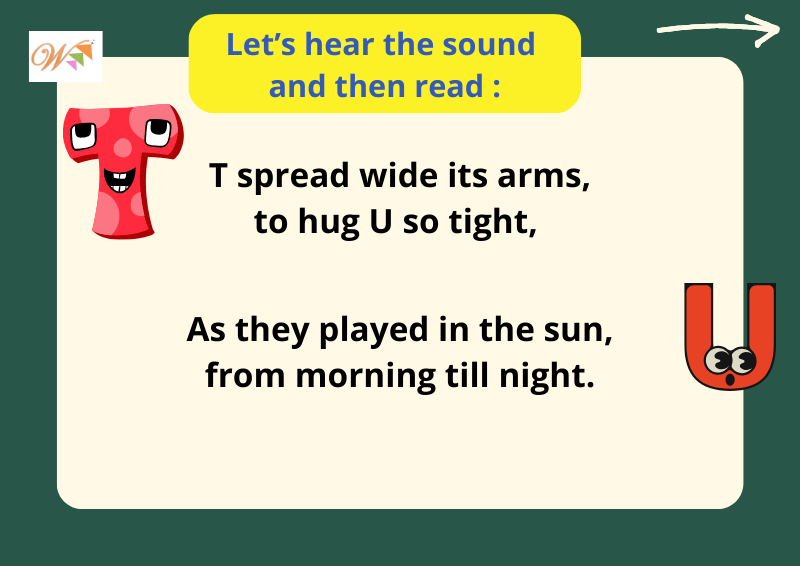 W
Let's hear the sound
and then read :
T spread wide its arms,
to hug U so tight,
As they played in the sun,
from morning till night.